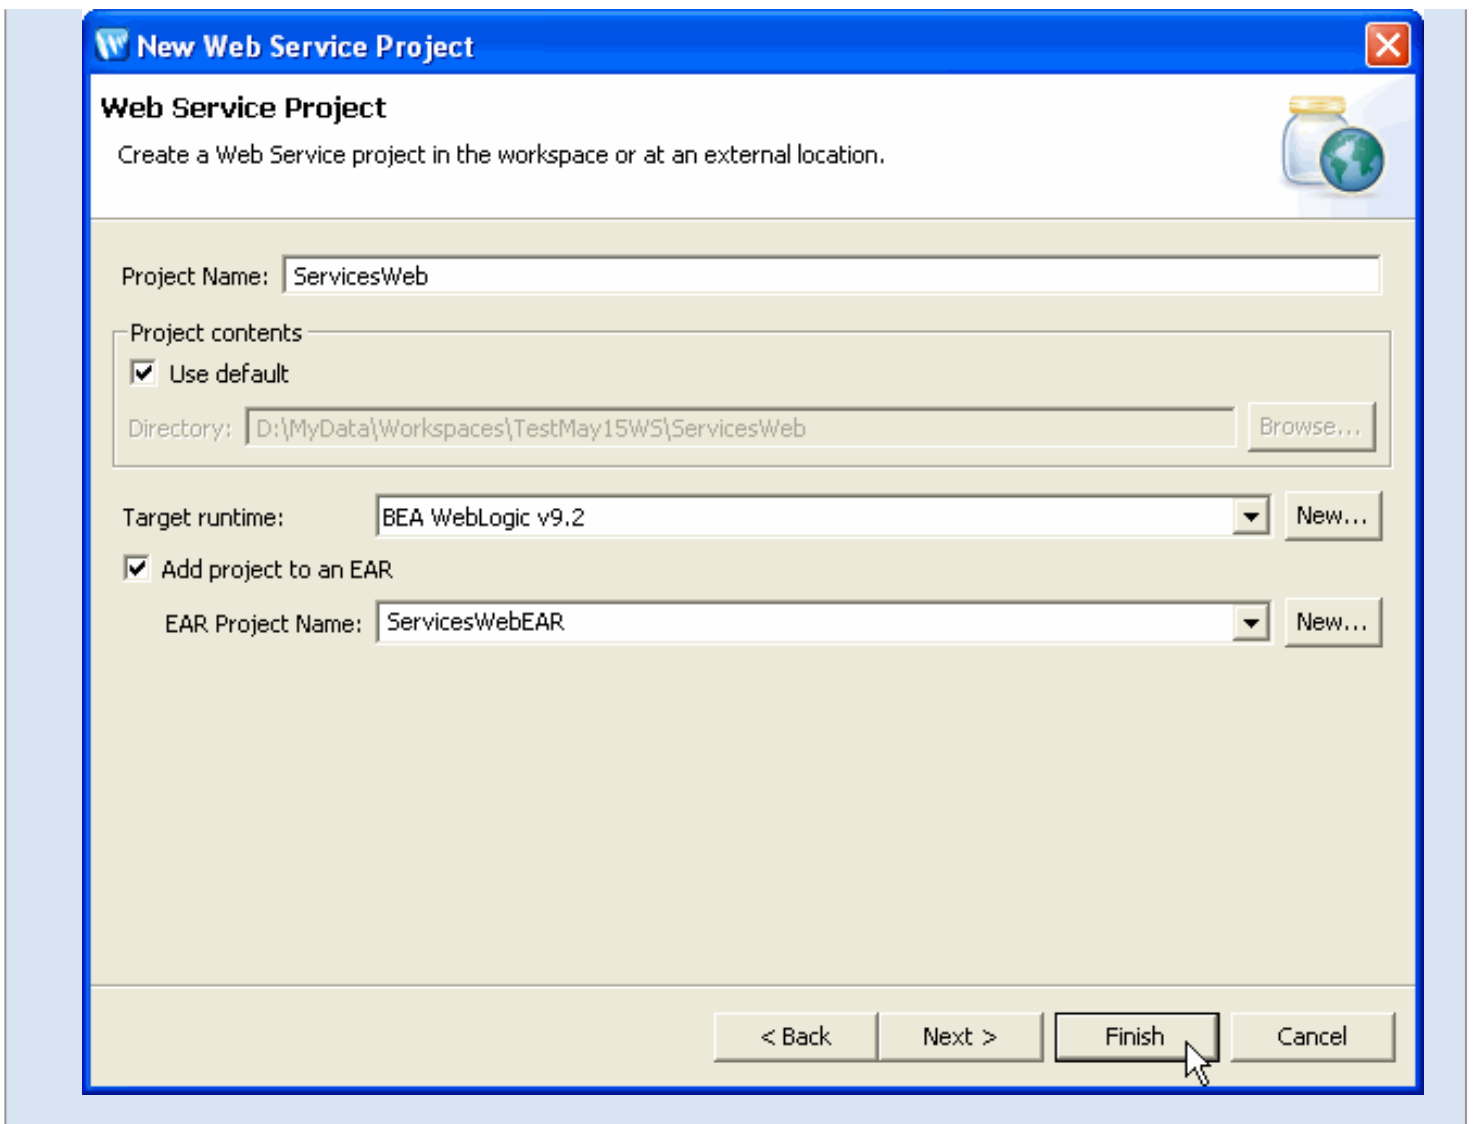 New Web Service Project
Web Service Project
Create a Web Service project in the workspace or at an external location.
Project Name: ServicesWeb
Project contents
Use default
Directory: D:\MyData\Workspaces\TestMay15WS\ServicesWeb Browse...
Target runtime: BEA WebLogic v9.2 New...
Add project to an EAR
EAR Project Name: ServicesWebEAR New...
< Back Next > Finish Cancel